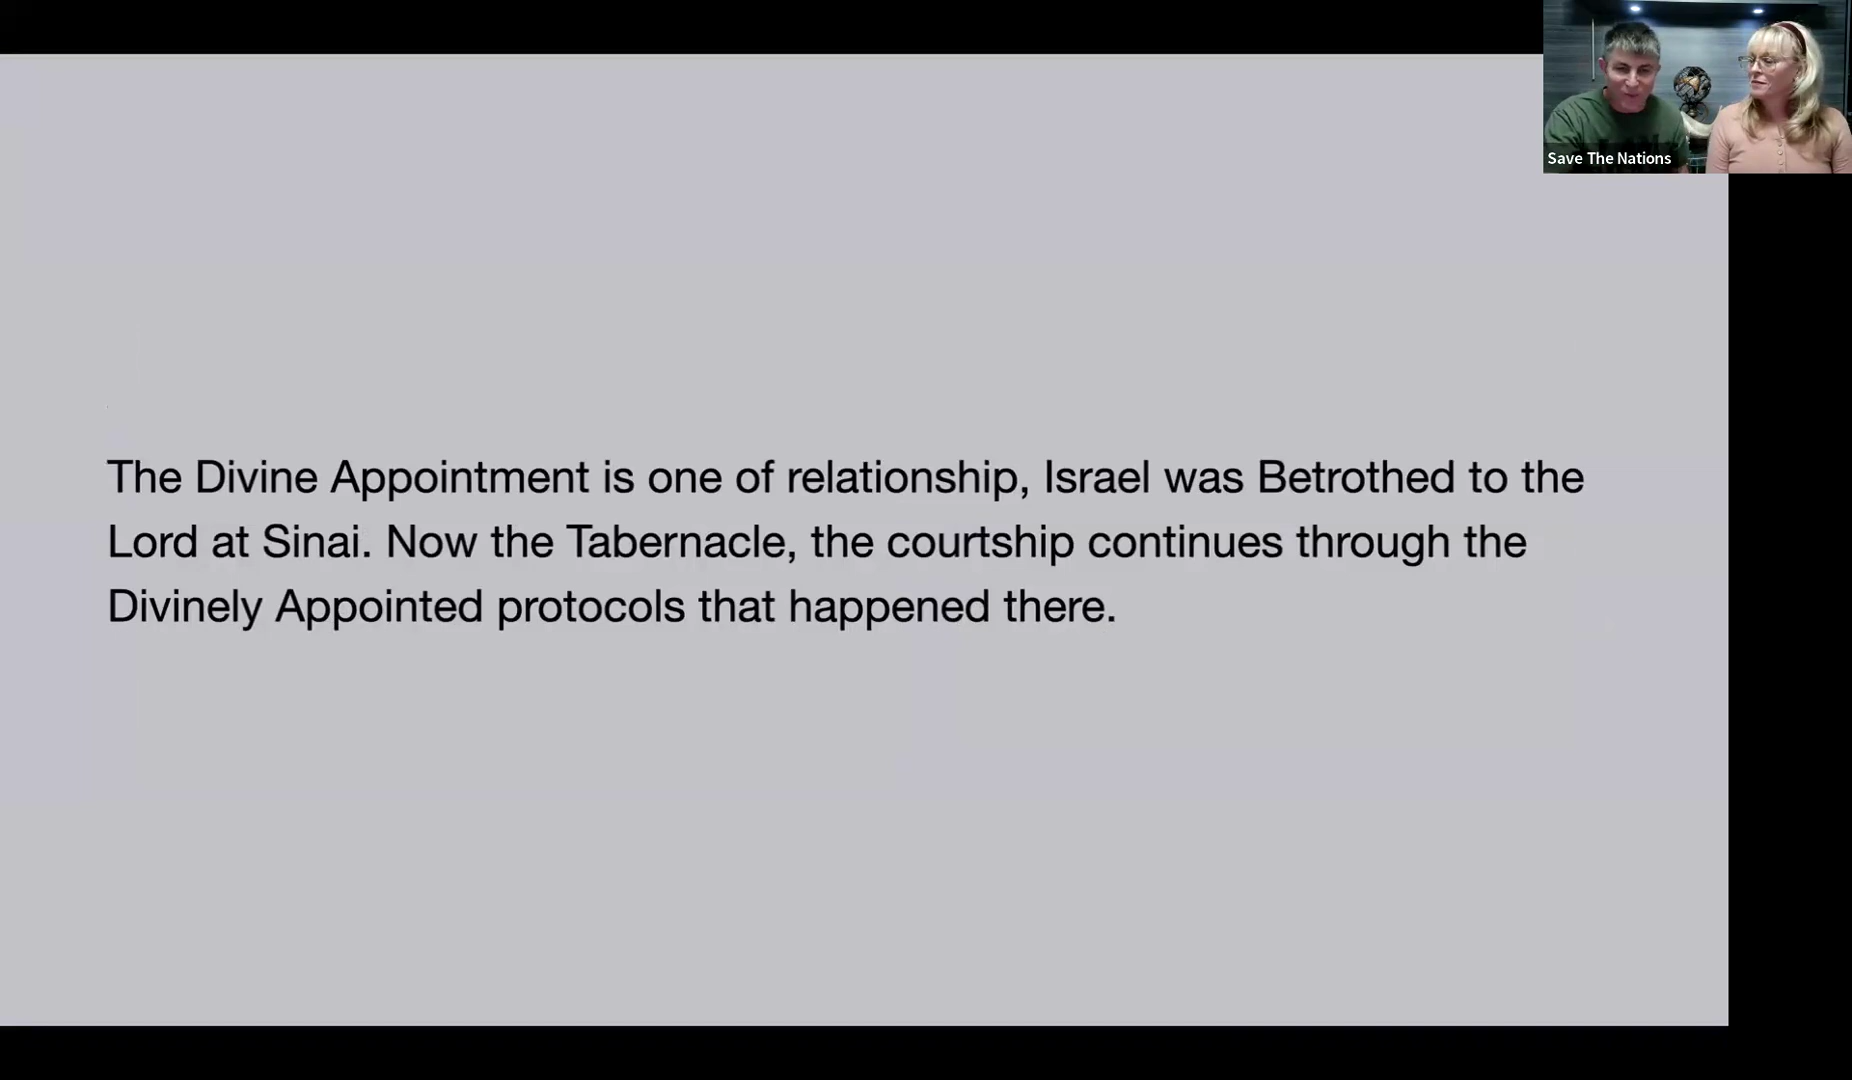 Save The Nations
The Divine Appointment is one of relationship, Israel was Betrothed to the
Lord at Sinai. Now the Tabernacle, the courtship continues through the
Divinely Appointed protocols that happened there.